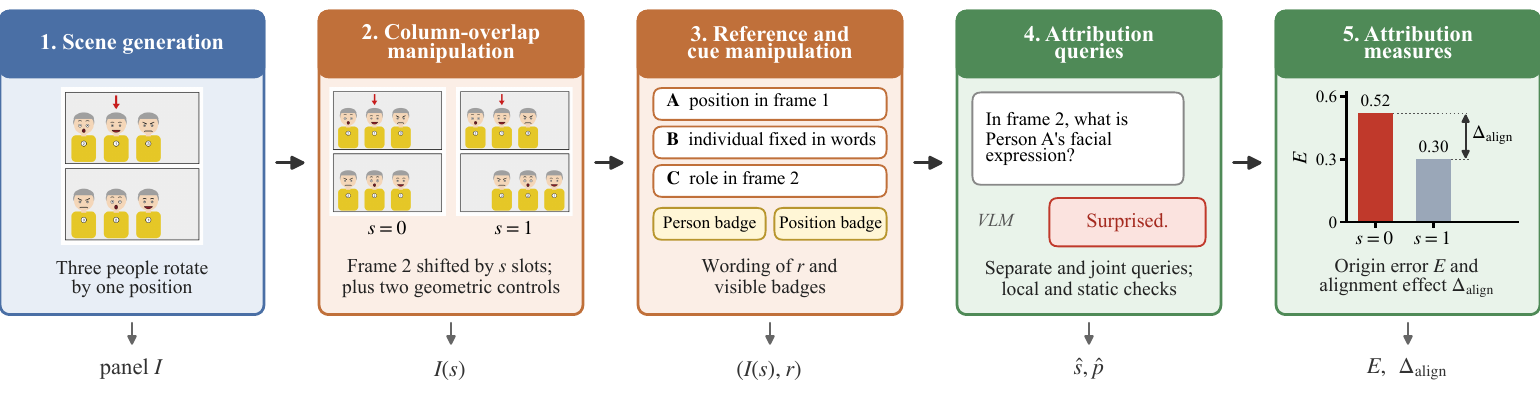 1. Scene generation
Three people rotate
by one position
panel I
2. Column-overlap
manipulation
s = 0
s = 1
Frame 2 shifted by s slots;
plus two geometric controls
I(s)
3. Reference and
cue manipulation
A position in frame 1
B individual fixed in words
C role in frame 2
Person badge
Position badge
Wording of r and
visible badges
(I(s), r)
4. Attribution
queries
In frame 2, what is
Person A's facial
expression?
VLM
Surprised.
Separate and joint queries;
local and static checks
ŝ, p̂
5. Attribution
measures
0.6
0.52
Δalign
0.30
0.3
E
0
s = 0
s = 1
Origin error E and
alignment effect Δalign
E, Δalign